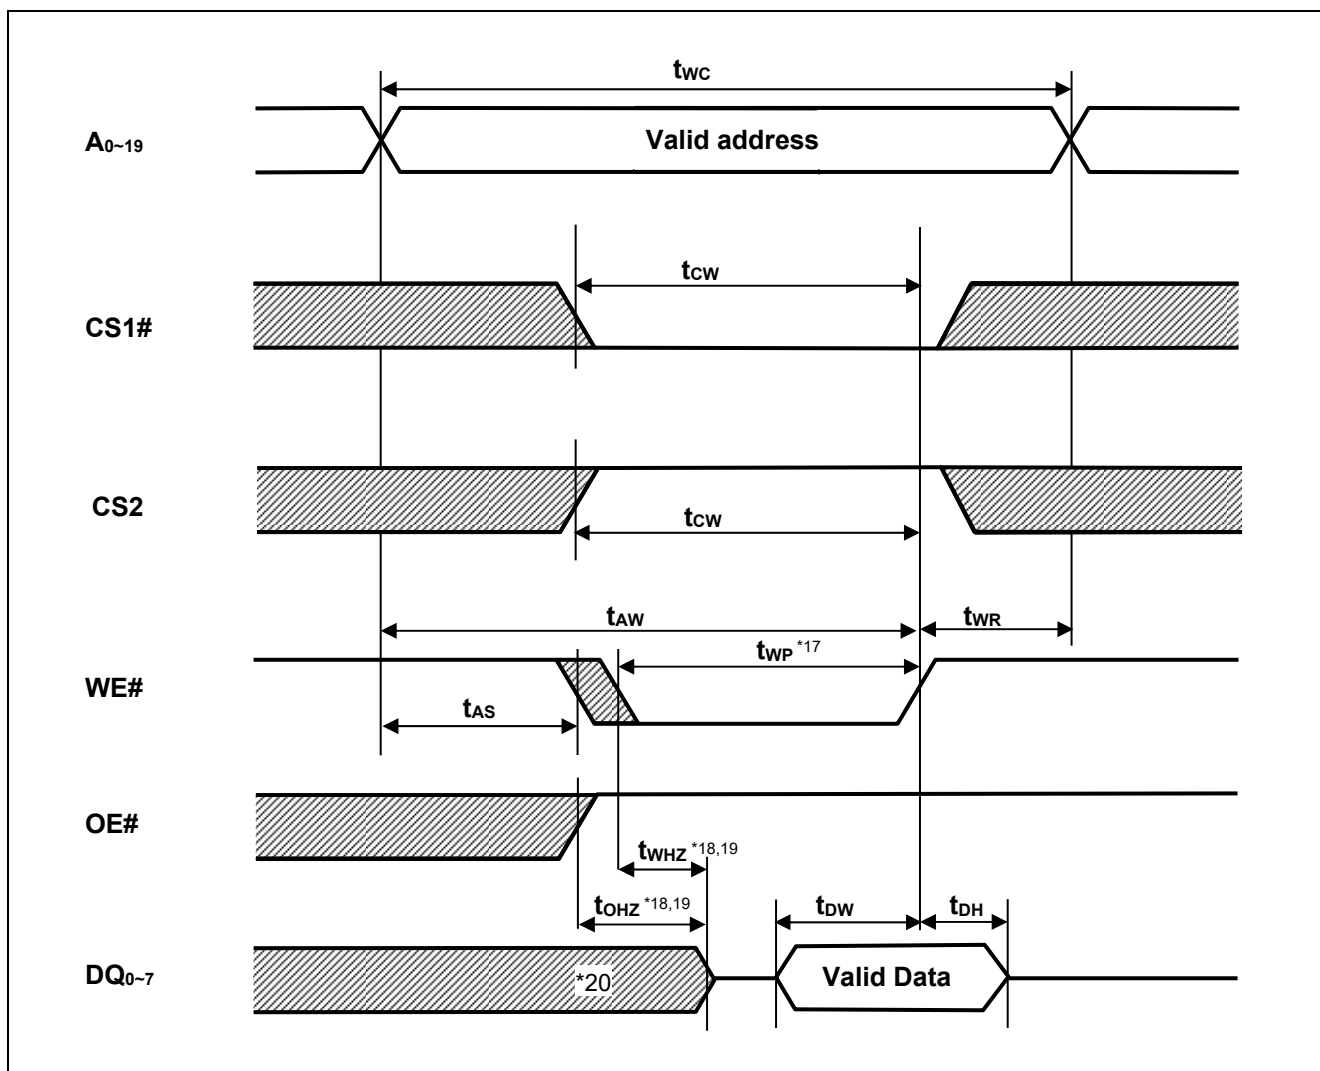 tWC
A0~19
Valid address
tCW
CS1#
CS2
tCW
tAW
tWR
tWP *17
WE#
tAS
OE#
tWHZ *18,19
tOHZ *18,19
tDW
tDH
DQ0~7
*20
Valid Data